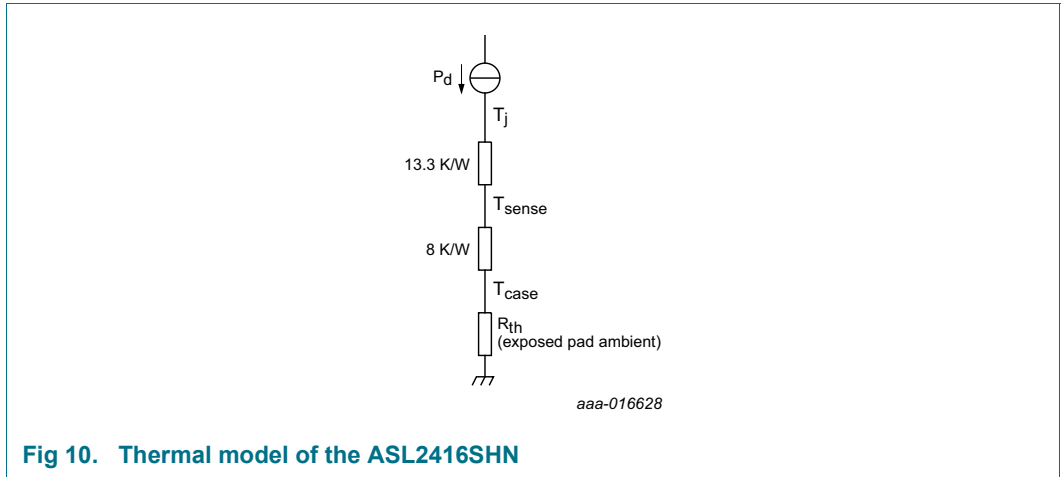 Pd
Tj
13.3 K/W
Tsense
8 K/W
Tcase
Rth
(exposed pad ambient)
aaa-016628
Fig 10. Thermal model of the ASL2416SHN